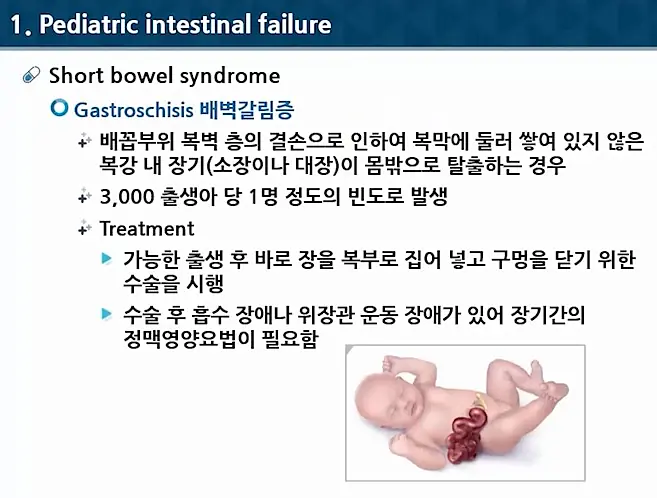 1. Pediatric intestinal failure
Short bowel syndrome
Gastroschisis 배벽갈림증
배꼽부위 복벽 층의 결손으로 인하여 복막에 둘러 쌓여 있지 않은
복강 내 장기(소장이나 대장)이 몸밖으로 탈출하는 경우
3,000 출생아 당 1명 정도의 빈도로 발생
Treatment
가능한 출생 후 바로 장을 복부로 집어 넣고 구멍을 닫기 위한
수술을 시행
수술 후 흡수 장애나 위장관 운동 장애가 있어 장기간의
정맥영양요법이 필요함